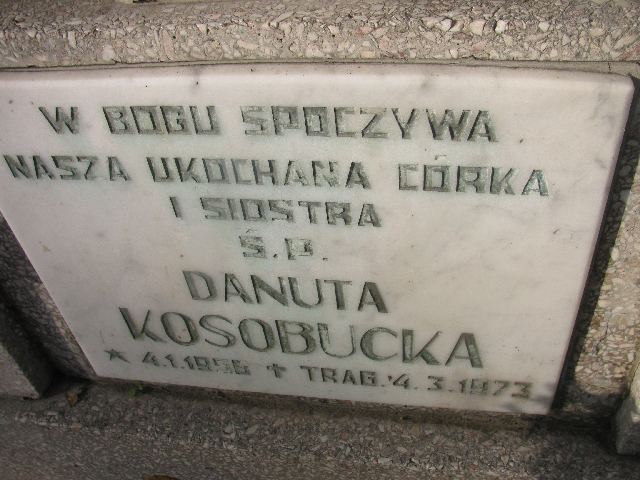 W BOGU SPOCZYWA
NASZA UKOCHANA CÓRKA
I SIOSTRA
Ś.P.
DANUTA
KOSOBUCKA
* 4.1.1956 + TRAG. 4.3.1973